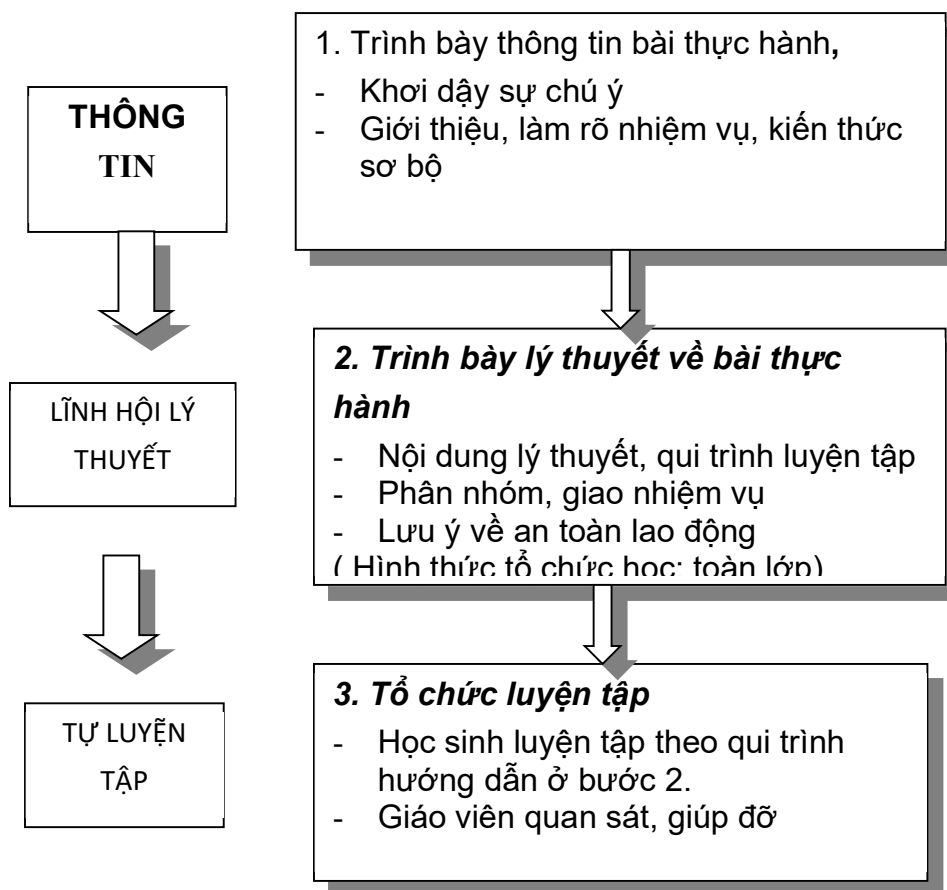 THÔNG
TIN
1. Trình bày thông tin bài thực hành,
- Khơi dậy sự chú ý
- Giới thiệu, làm rõ nhiệm vụ, kiến thức
sơ bộ
LĨNH HỘI LÝ
THUYẾT
2. Trình bày lý thuyết về bài thực
hành
- Nội dung lý thuyết, qui trình luyện tập
- Phân nhóm, giao nhiệm vụ
- Lưu ý về an toàn lao động
( Hình thức tổ chức học: toàn lớp)
TỰ LUYỄN
TẬP
3. Tổ chức luyện tập
- Học sinh luyện tập theo qui trình
hướng dẫn ở bước 2.
- Giáo viên quan sát, giúp đỡ